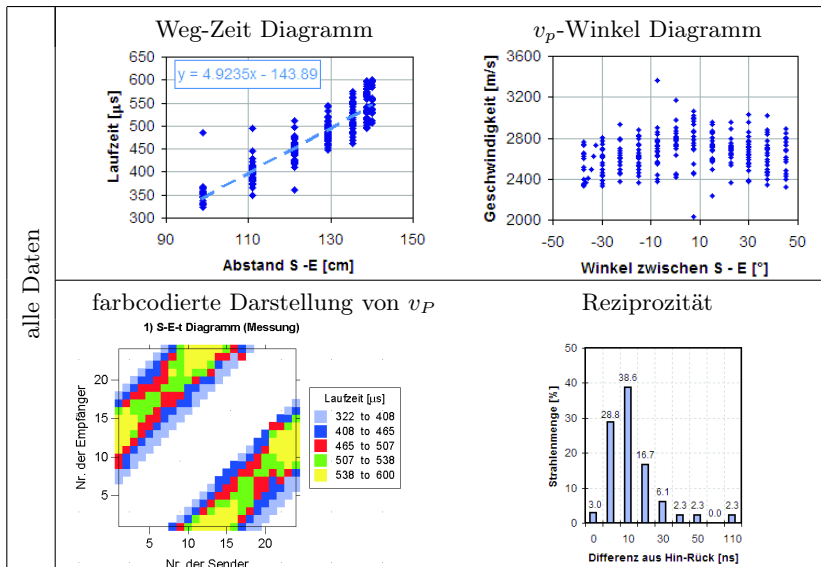 alle Daten
Weg-Zeit Diagramm
650
600
550
500
450
400
350
300
y = 4.9235x - 143.89
Laufzeit [µs]
90 110 130 150
Abstand S -E [cm]
v_p-Winkel Diagramm
3600
3200
2800
2400
2000
Geschwindigkeit [m/s]
-50 -30 -10 10 30 50
Winkel zwischen S - E [°]
farbcodierte Darstellung von v_P
1) S-E-t Diagramm (Messung)
20
15
10
5
Nr. der Empfänger
5 10 15 20
Nr. der Sender
Laufzeit [µs]
322 to 408
408 to 465
465 to 507
507 to 538
538 to 600
Reziprozität
50
40
30
20
10
0
Strahlenmenge [%]
3.0 28.8 38.6 16.7 6.1 2.3 2.3 0.0 2.3
0 10 30 50 110
Differenz aus Hin-Rück [ns]